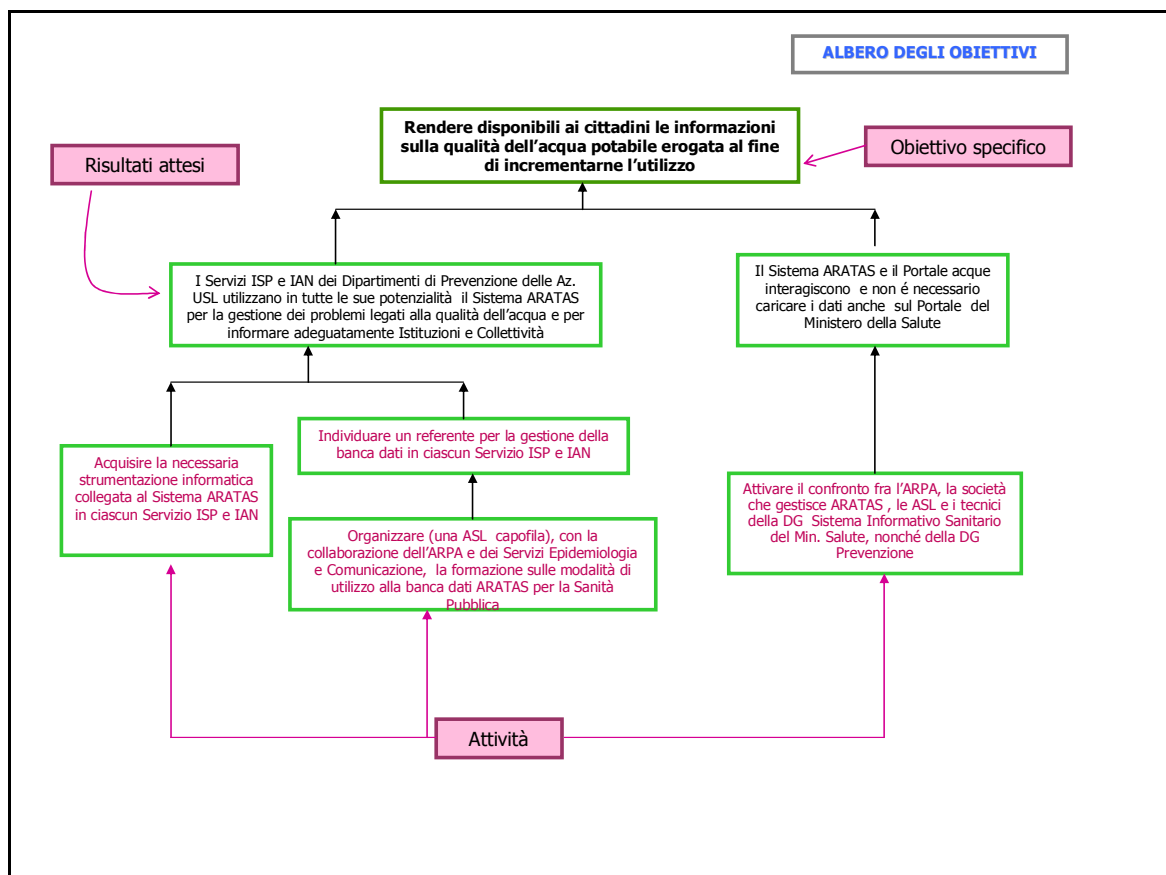 ALBERO DEGLI OBIETTIVI
Rendere disponibili ai cittadini le informazioni
sulla qualità dell'acqua potabile erogata al fine
di incrementarne l'utilizzo
Obiettivo specifico
Risultati attesi
I Servizi ISP e IAN dei Dipartimenti di Prevenzione delle Az.
USL utilizzano in tutte le sue potenzialità il Sistema ARATAS
per la gestione dei problemi legati alla qualità dell'acqua e per
informare adeguatamente Istituzioni e Collettività
Il Sistema ARATAS e il Portale acque
interagiscono e non é necessario
caricare i dati anche sul Portale del
Ministero della Salute
Acquisire la necessaria
strumentazione informatica
collegata al Sistema ARATAS
in ciascun Servizio ISP e IAN
Individuare un referente per la gestione della
banca dati in ciascun Servizio ISP e IAN
Organizzare (una ASL capofila), con la
collaborazione dell'ARPA e dei Servizi Epidemiologia
e Comunicazione, la formazione sulle modalità di
utilizzo alla banca dati ARATAS per la Sanità
Pubblica
Attivare il confronto fra l'ARPA, la società
che gestisce ARATAS , le ASL e i tecnici
della DG Sistema Informativo Sanitario
del Min. Salute, nonché della DG
Prevenzione
Attività